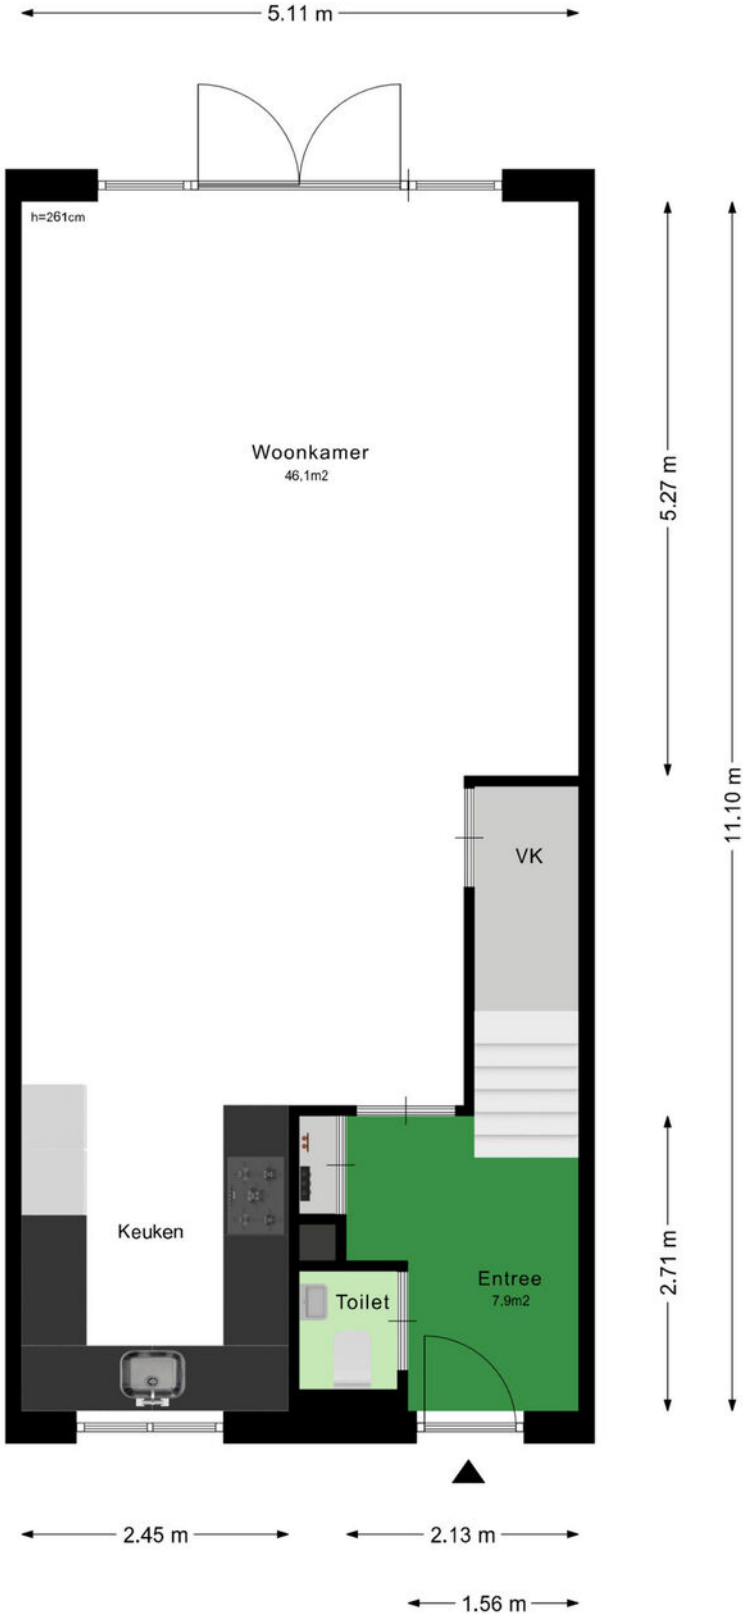 5.11 m
h=261cm
Woonkamer
46,1m2
5.27 m
11.10 m
VK
Keuken
2.71 m
Entree
7,9m2
Toilet
2.45 m
2.13 m
1.56 m